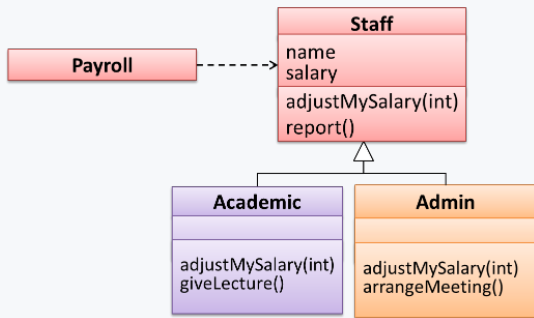 Staff
name
salary
Payroll
adjustMySalary(int)
report()
Academic
adjustMySalary(int)
giveLecture()
Admin
adjustMySalary(int)
arrangeMeeting()